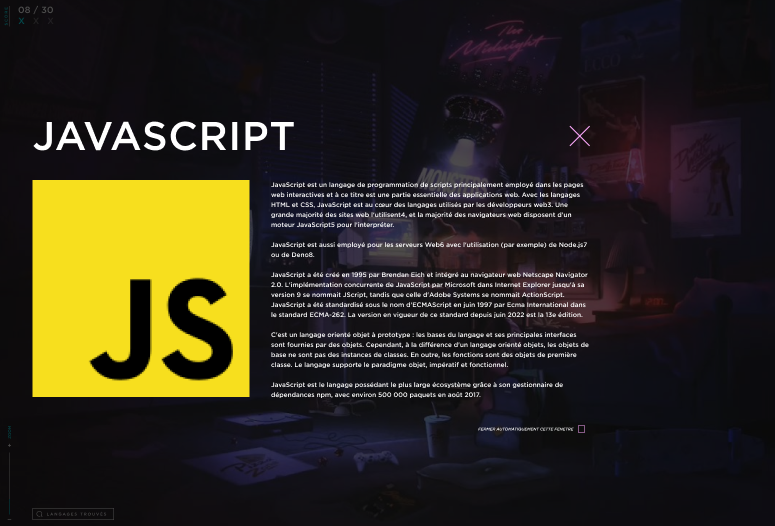 SCORE
08 / 30
X X X
The
Midnight
JAVASCRIPT
JavaScript est un langage de programmation de scripts principalement employé dans les pages
web interactives et à ce titre est une partie essentielle des applications web. Avec les langages
HTML et CSS, JavaScript est au cœur des langages utilisés par les développeurs web3. Une
grande majorité des sites web l'utilisent4, et la majorité des navigateurs web disposent d'un
moteur JavaScript5 pour l'interpréter.
JavaScript est aussi employé pour les serveurs Web6 avec l'utilisation (par exemple) de Node.js7
ou de Deno8.
JavaScript a été créé en 1995 par Brendan Eich et intégré au navigateur web Netscape Navigator
2.0. L'implémentation concurrente de JavaScript par Microsoft dans Internet Explorer jusqu'à sa
version 9 se nommait JScript, tandis que celle d'Adobe Systems se nommait ActionScript.
JavaScript a été standardisé sous le nom d'ECMAScript en juin 1997 par Ecma International dans
le standard ECMA-262. La version en vigueur de ce standard depuis juin 2022 est la 13e édition.
C'est un langage orienté objet à prototype : les bases du langage et ses principales interfaces
sont fournies par des objets. Cependant, à la différence d'un langage orienté objets, les objets de
base ne sont pas des instances de classes. En outre, les fonctions sont des objets de première
classe. Le langage supporte le paradigme objet, impératif et fonctionnel.
JavaScript est le langage possédant le plus large écosystème grâce à son gestionnaire de
dépendances npm, avec environ 500 000 paquets en août 2017.
JS
FERMER AUTOMATIQUEMENT CETTE FENETRE
LANGAGES TROUVÉS